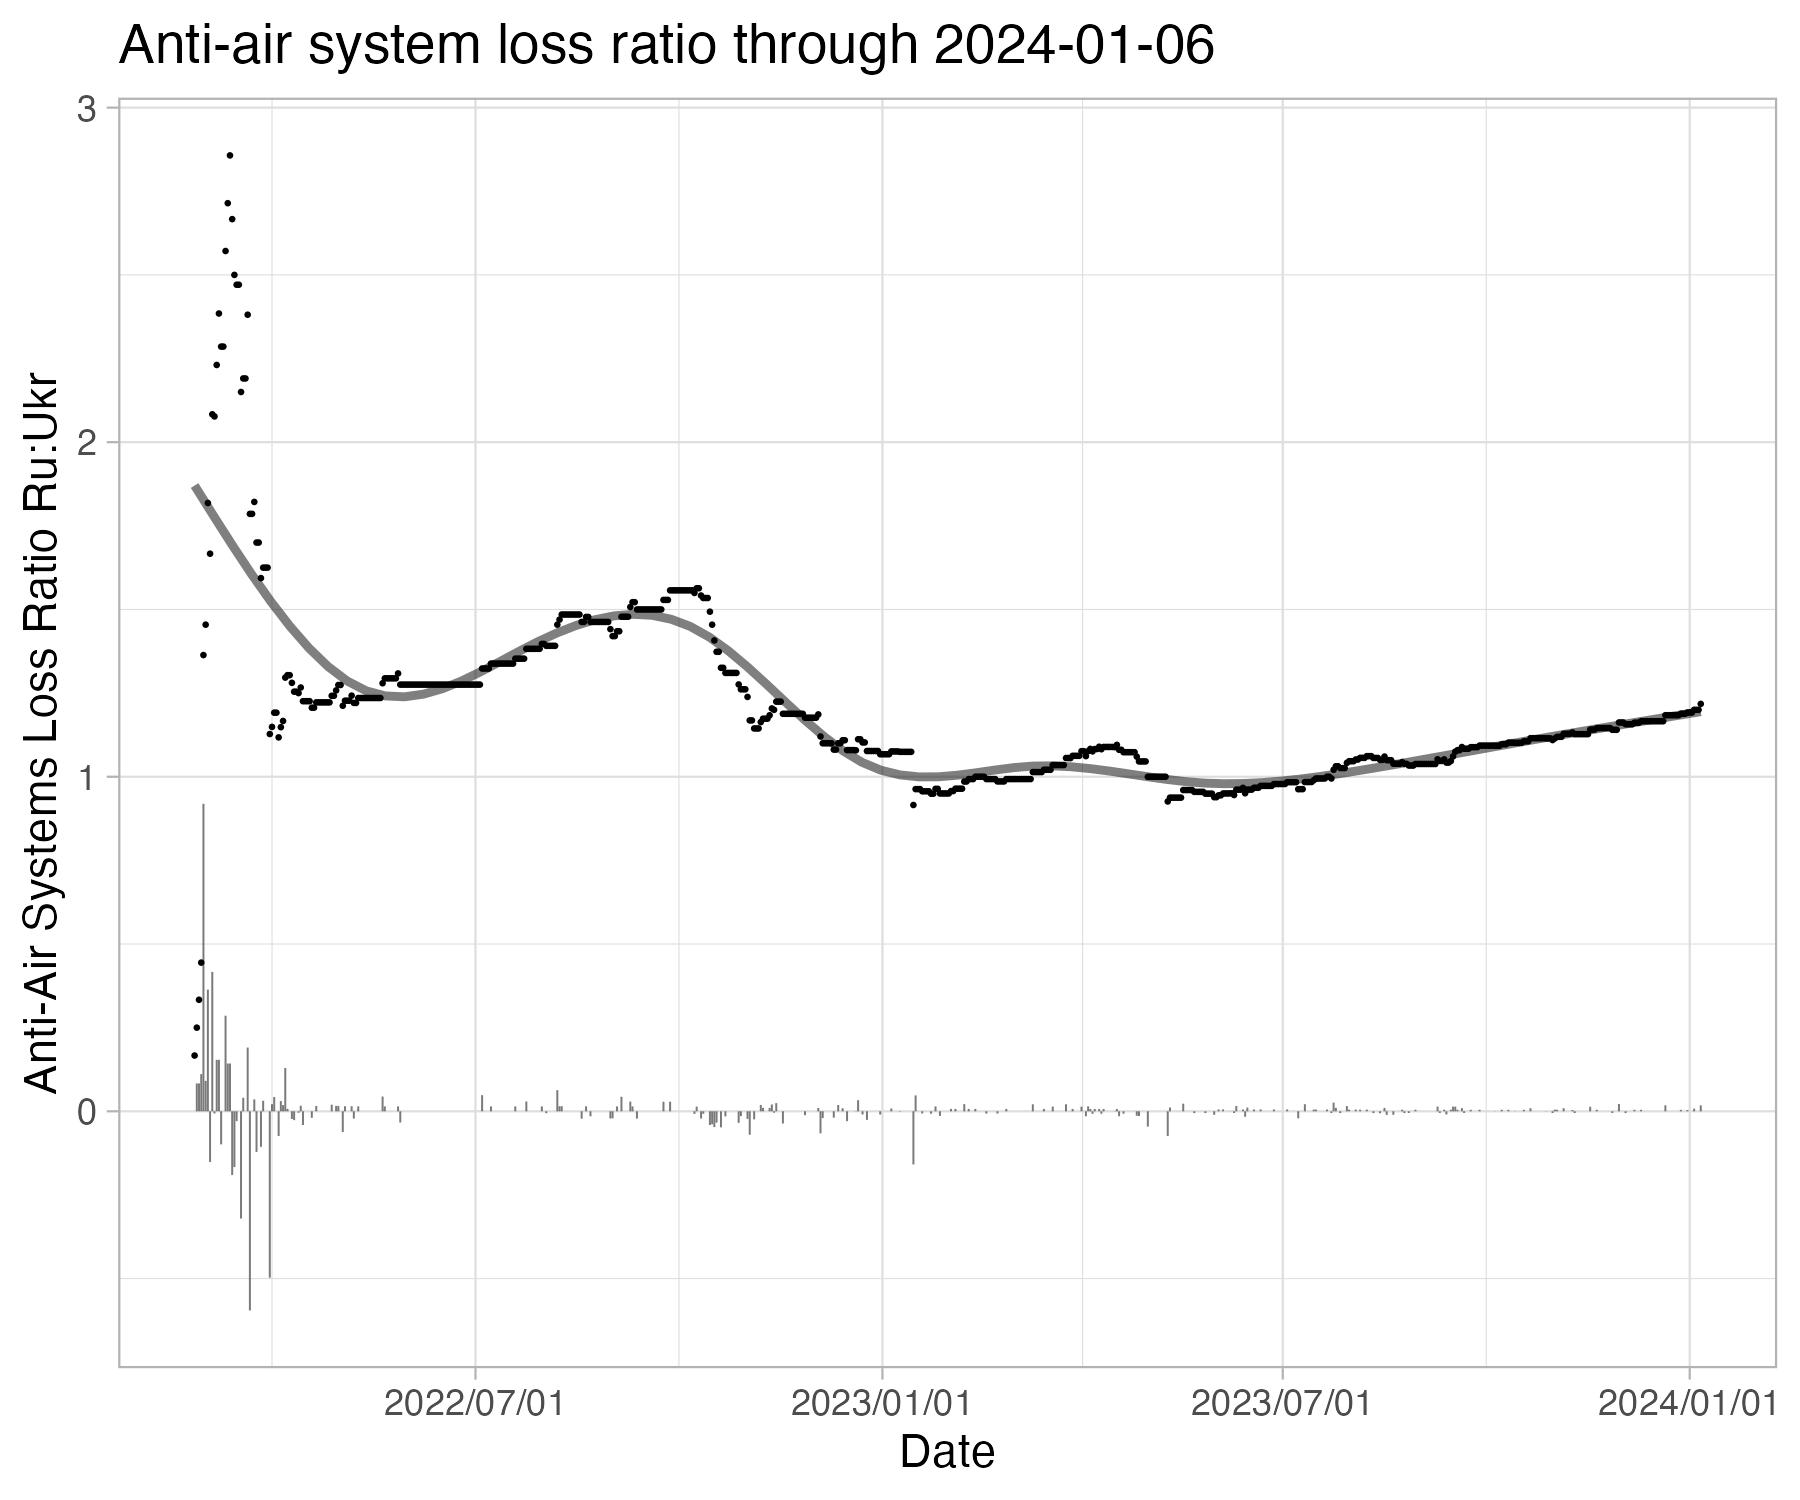 Anti-air system loss ratio through 2024-01-06
Anti-Air Systems Loss Ratio Ru:Ukr
3
2
1
0
2022/07/01
2023/01/01
2023/07/01
2024/01/01
Date